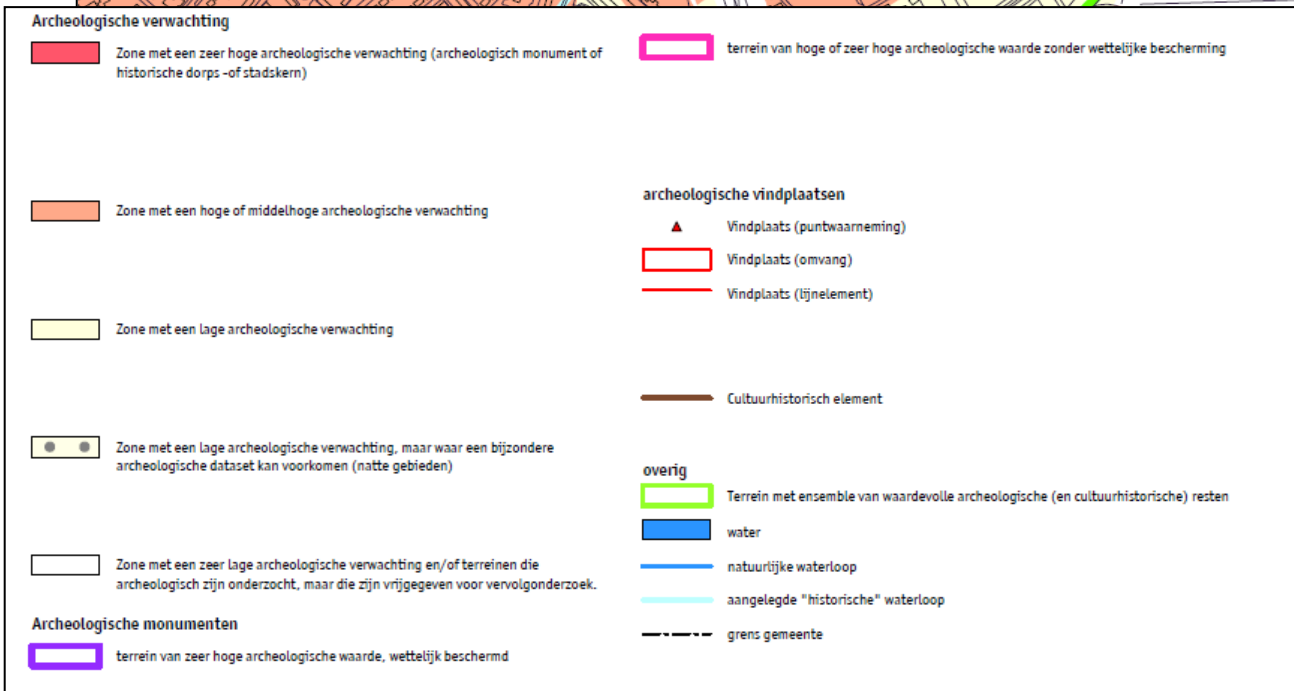 Archeologische verwachting
Zone met een zeer hoge archeologische verwachting (archeologisch monument of
historische dorps -of stadskern)
Zone met een hoge of middelhoge archeologische verwachting
Zone met een lage archeologische verwachting
Zone met een lage archeologische verwachting, maar waar een bijzondere
archeologische dataset kan voorkomen (natte gebieden)
Zone met een zeer lage archeologische verwachting en/of terreinen die
archeologisch zijn onderzocht, maar die zijn vrijgegeven voor vervolgonderzoek.
Archeologische monumenten
terrein van zeer hoge archeologische waarde, wettelijk beschermd
terrein van hoge of zeer hoge archeologische waarde zonder wettelijke bescherming
archeologische vindplaatsen
Vindplaats (puntwaarneming)
Vindplaats (omvang)
Vindplaats (lijnelement)
Cultuurhistorisch element
overig
Terrein met ensemble van waardevolle archeologische (en cultuurhistorische) resten
water
natuurlijke waterloop
aangelegde "historische" waterloop
grens gemeente